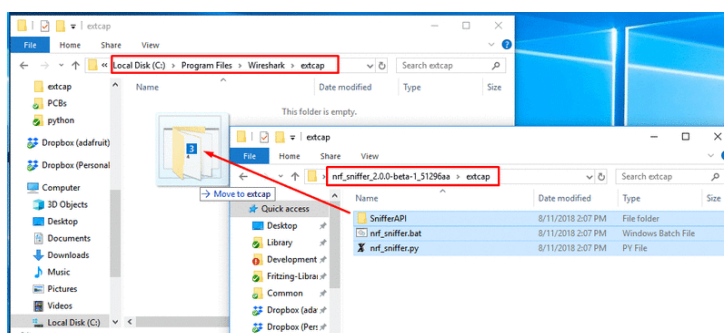 extcap
File Home Share View
Local Disk (C:) > Program Files > Wireshark > extcap
Search extcap
Name Date modified Type Size
This folder is empty.
extcap
PCBs
python
Dropbox (adafruit)
Dropbox (Personal
Computer
3D Objects
Desktop
Documents
Downloads
Music
Pictures
Videos
Local Disk (C:)
3
Move to extcap
extcap
File Home Share View
nrf_sniffer_2.0.0-beta-1_51296aa > extcap
Search extcap
Name Date modified Type Size
Quick access
Desktop
Library
Development
Fritzing-Librar
Common
Dropbox (ada
Dropbox (Pers
SnifferAPI 8/11/2018 2:07 PM File folder
nrf_sniffer.bat 8/11/2018 2:07 PM Windows Batch File
nrf_sniffer.py 8/11/2018 2:07 PM PY File